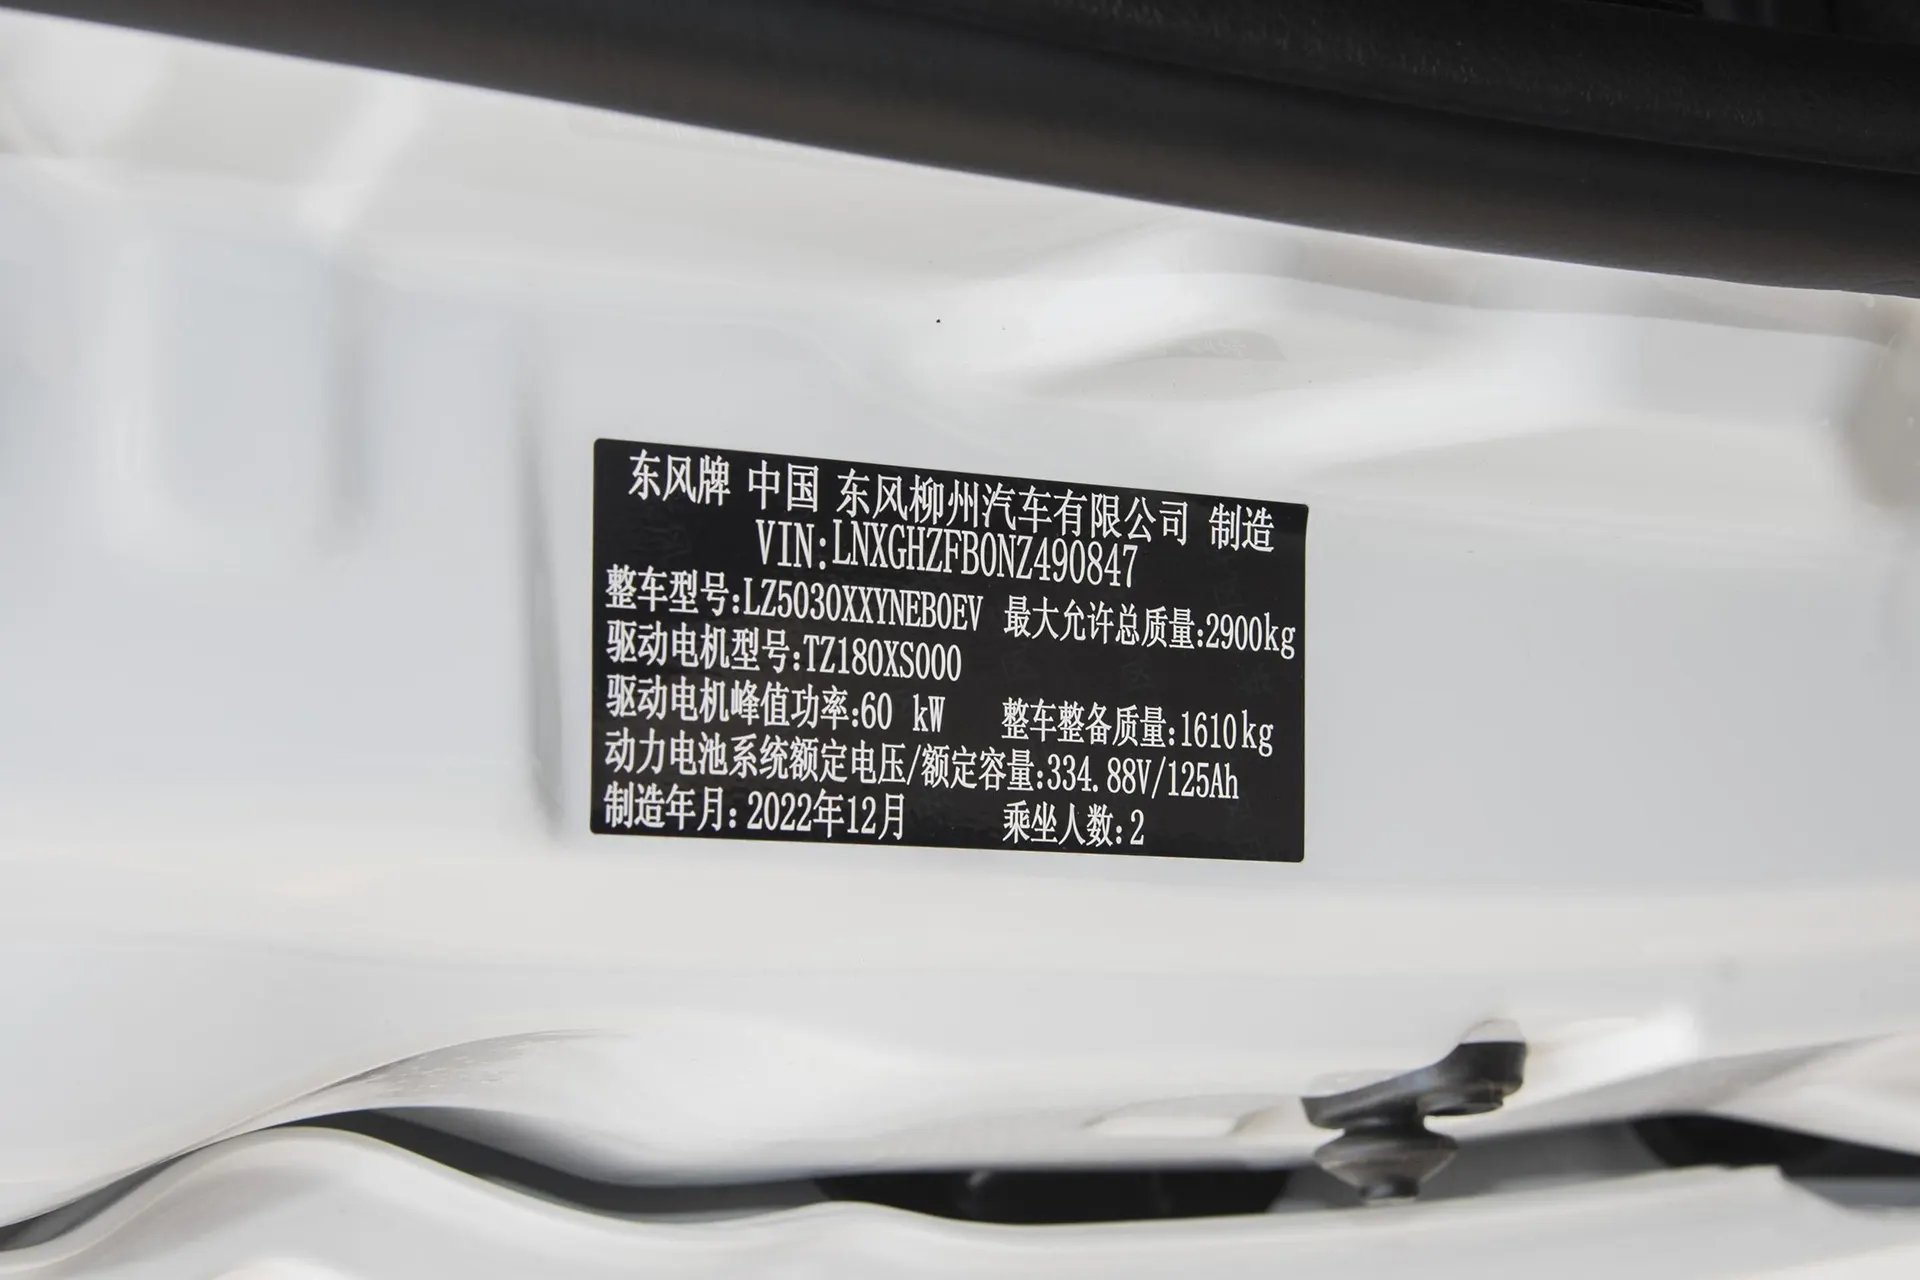 东风牌 中国 东风柳州汽车有限公司 制造
VIN:LNXGHZFB0NZ490847
整车型号:LZ5030XXYNEB0EV 最大允许总质量:2900kg
驱动电机型号:TZ180XS000
驱动电机峰值功率:60 kW 整车整备质量:1610kg
动力电池系统额定电压/额定容量:334.88V/125Ah
制造年月:2022年12月 乘坐人数:2